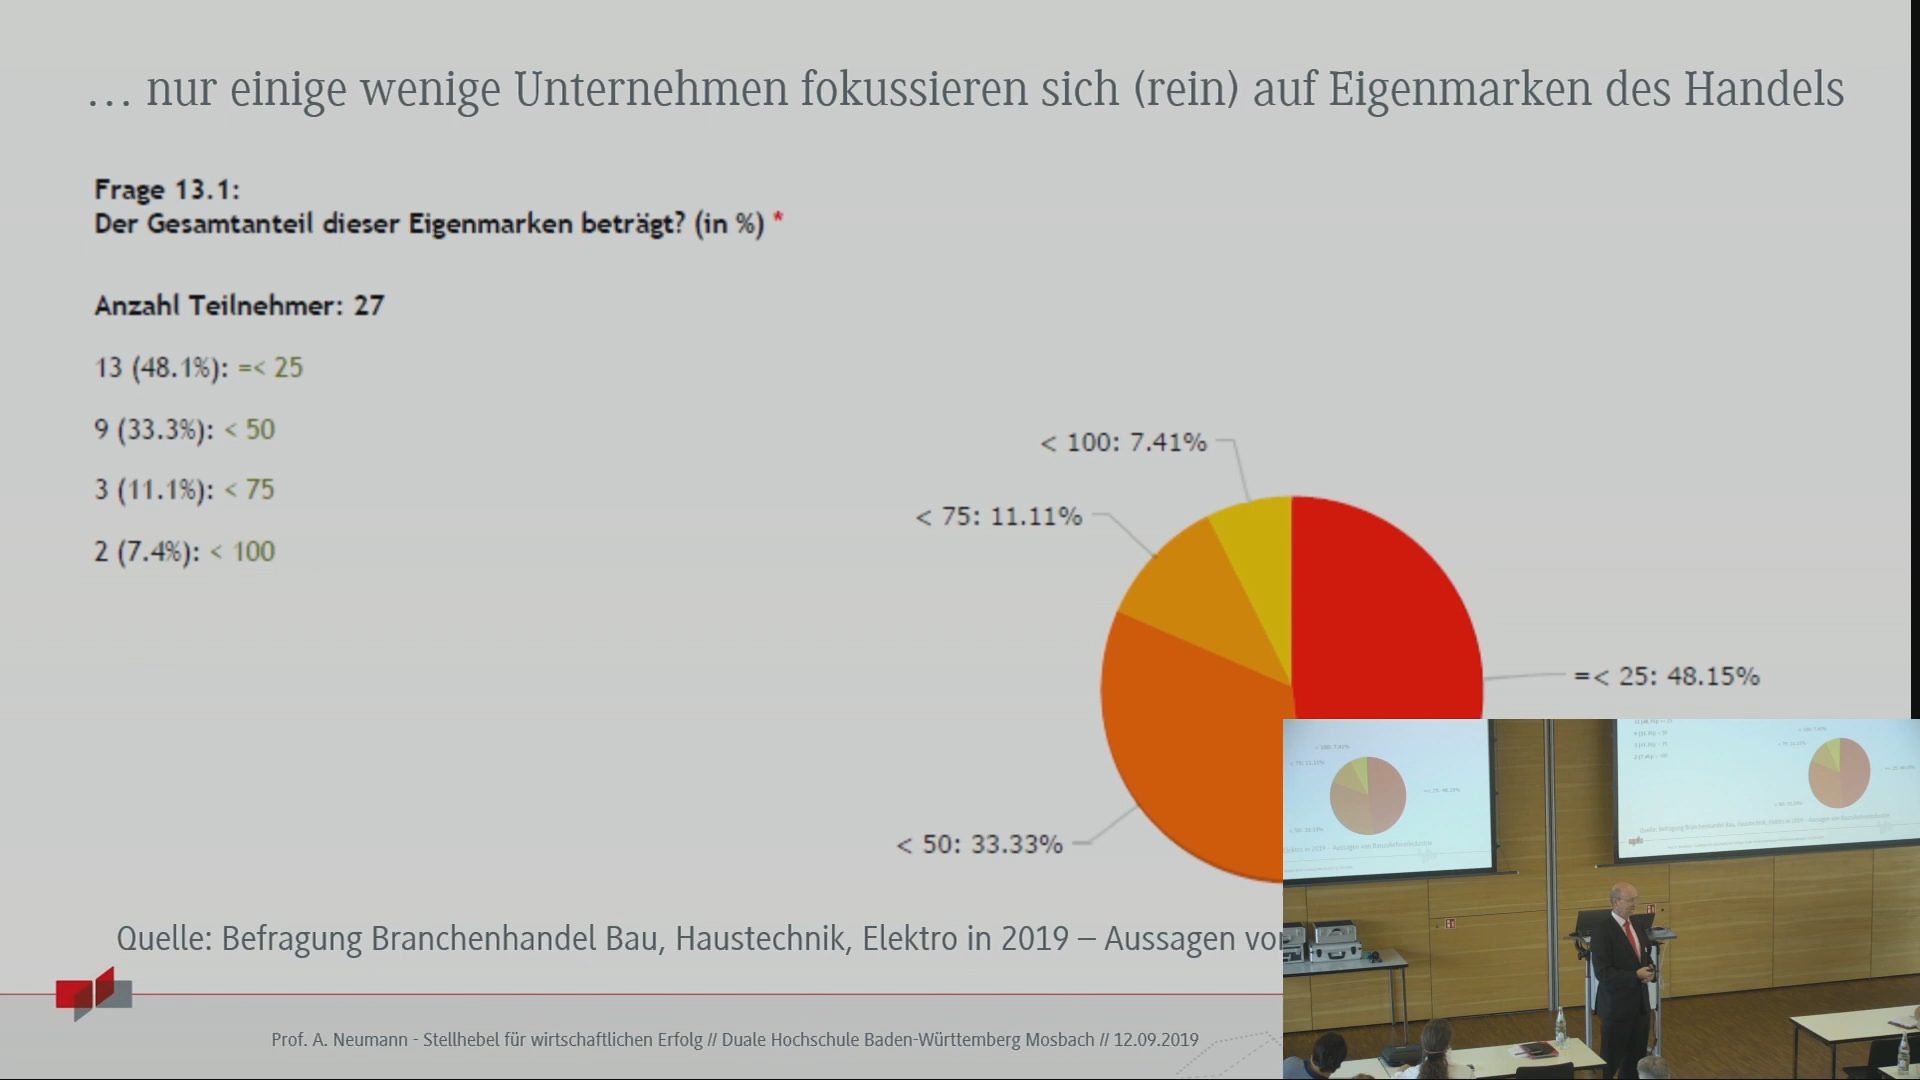 ... nur einige wenige Unternehmen fokussieren sich (rein) auf Eigenmarken des Handels
Frage 13.1:
Der Gesamtanteil dieser Eigenmarken beträgt? (in %) *
Anzahl Teilnehmer: 27
13 (48.1%): =< 25
9 (33.3%): < 50
3 (11.1%): < 75
2 (7.4%): < 100
< 100: 7.41%
< 75: 11.11%
=< 25: 48.15%
< 50: 33.33%
Quelle: Befragung Branchenhandel Bau, Haustechnik, Elektro in 2019 – Aussagen
Prof. A. Neumann - Stellhebel für wirtschaftlichen Erfolg // Duale Hochschule Baden-Württemberg Mosbach // 12.09.2019